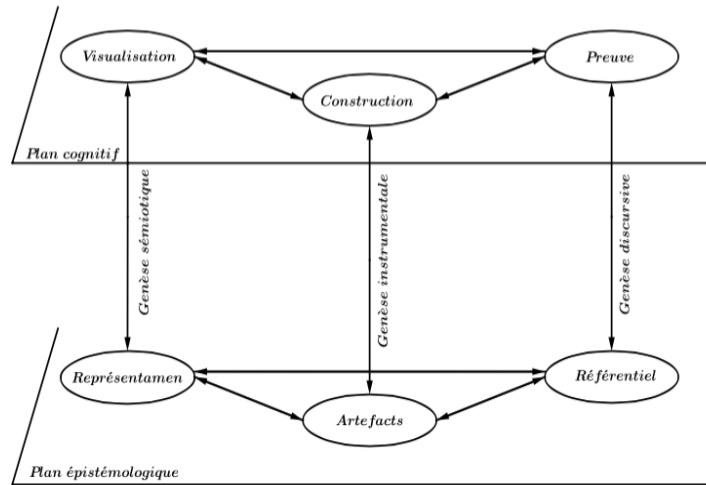 Visualisation
Preuve
Construction
Plan cognitif
Genèse sémiotique
Genèse instrumentale
Genèse discursive
Représentamen
Référentiel
Artefacts
Plan épistémologique